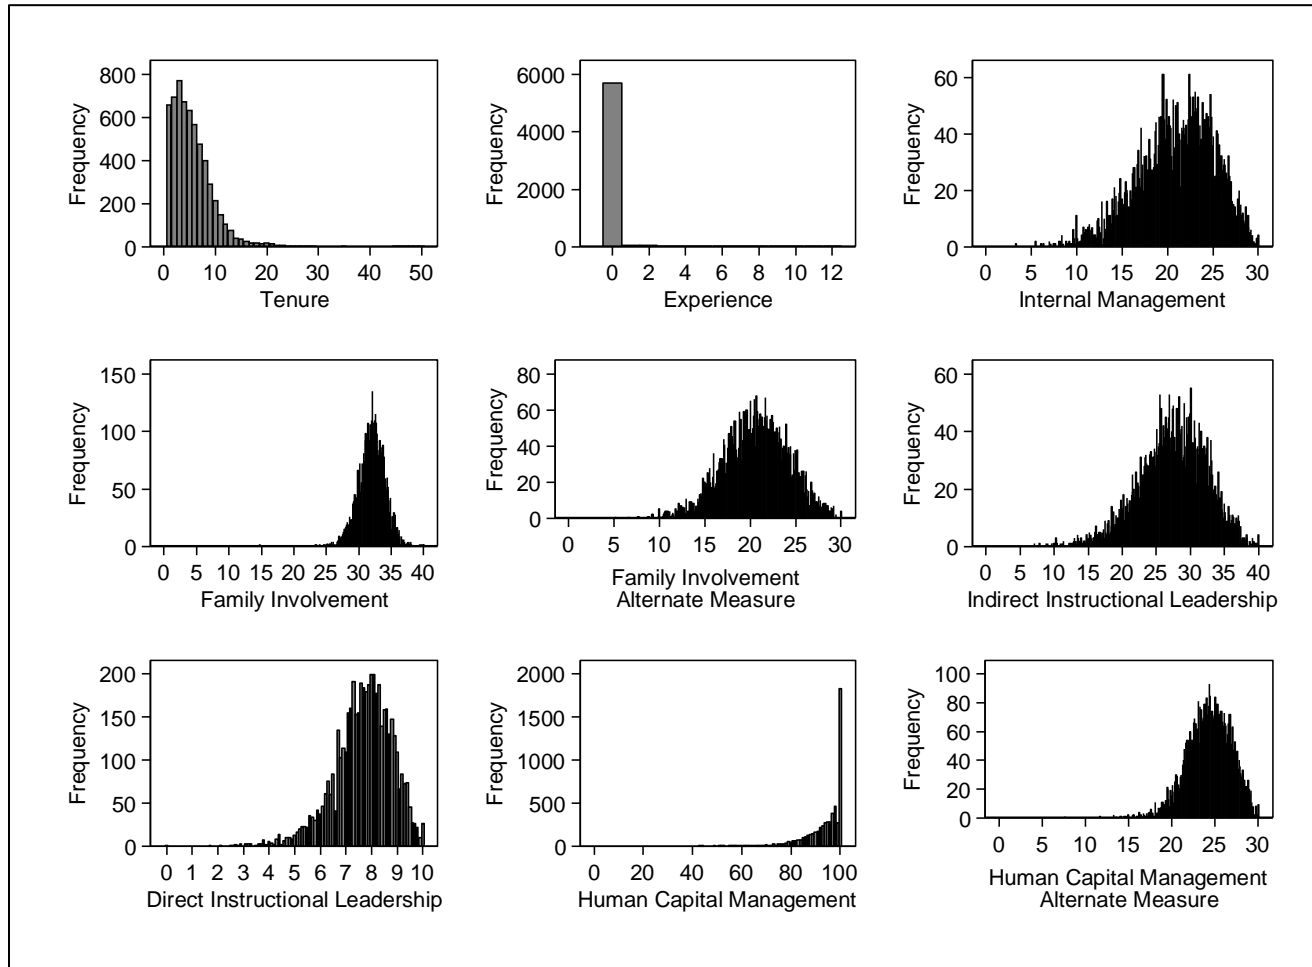 800
600
400
200
0
Frequency
0 10 20 30 40 50
Tenure
6000
4000
2000
0
Frequency
0 2 4 6 8 10 12
Experience
60
40
20
0
Frequency
0 5 10 15 20 25 30
Internal Management
150
100
50
0
Frequency
0 5 10 15 20 25 30 35 40
Family Involvement
80
60
40
20
0
Frequency
0 5 10 15 20 25 30
Family Involvement
Alternate Measure
60
40
20
0
Frequency
0 5 10 15 20 25 30 35 40
Indirect Instructional Leadership
200
150
100
50
0
Frequency
0 1 2 3 4 5 6 7 8 9 10
Direct Instructional Leadership
2000
1500
1000
500
0
Frequency
0 20 40 60 80 100
Human Capital Management
100
80
60
40
20
0
Frequency
0 5 10 15 20 25 30
Human Capital Management
Alternate Measure